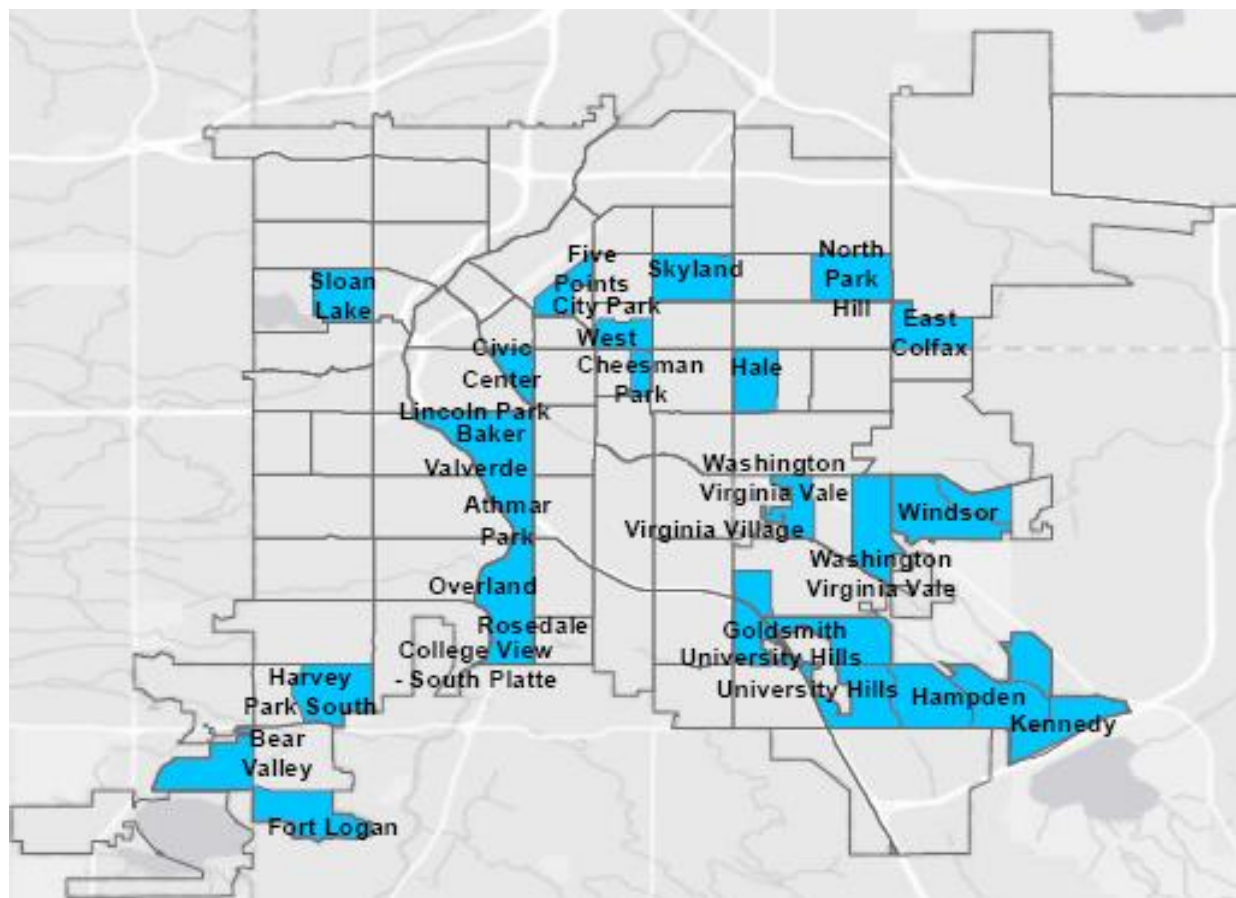 Five
Points
Skyland
North
Park
Hill
Sloan
Lake
City Park
West
East
Colfax
Civic
Center
Cheesman
Park
Hale
Lincoln Park
Baker
Valverde
Washington
Virginia Vale
Athmar
Park
Windsor
Virginia Village
Washington
Virginia Vale
Overland
Rosedale
Goldsmith
College View
- South Platte
University Hills
University Hills
Harvey
Park South
Hampden
Kennedy
Bear
Valley
Fort Logan